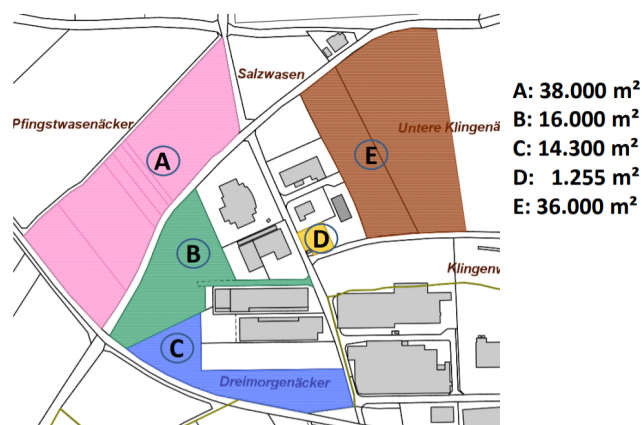 Salzwasen
Pfingstwasenäcker
Untere Klingenä
A
E
B
D
Klingenw
C
Dreimorgenäcker
A: 38.000 m²
B: 16.000 m²
C: 14.300 m²
D: 1.255 m²
E: 36.000 m²